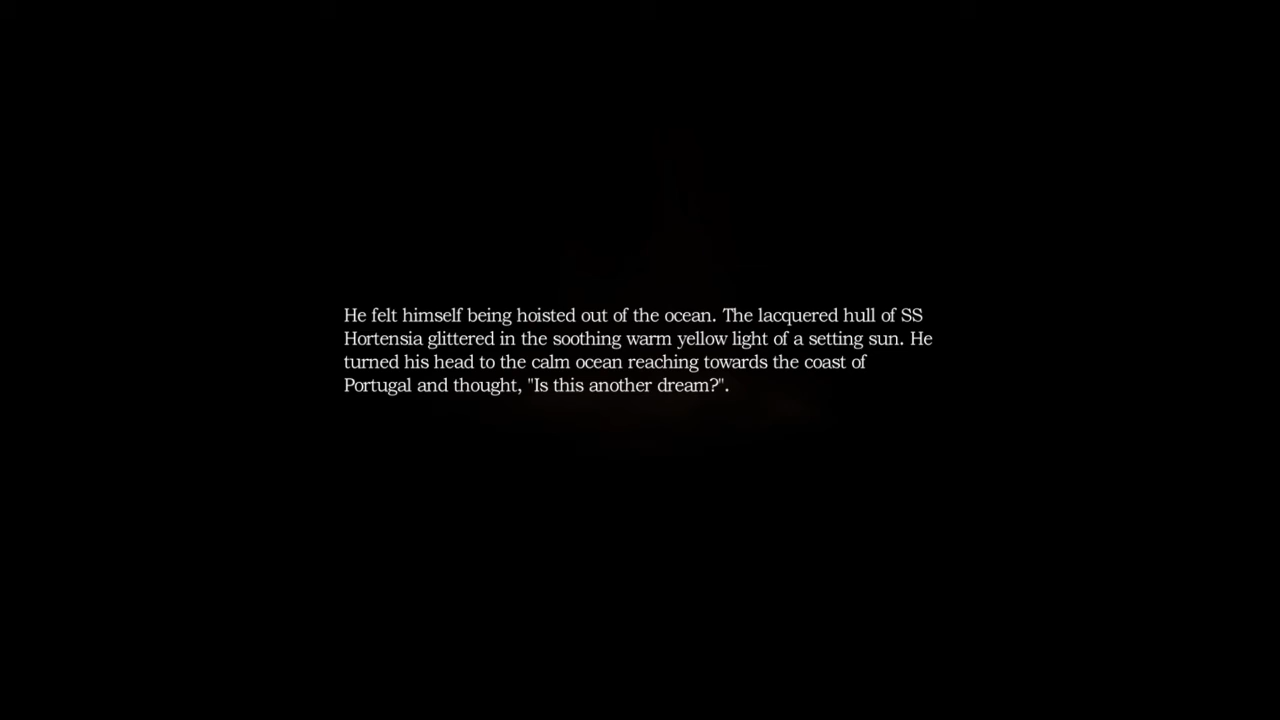 He felt himself being hoisted out of the ocean. The lacquered hull of SS
Hortensia glittered in the soothing warm yellow light of a setting sun. He
turned his head to the calm ocean reaching towards the coast of
Portugal and thought, "Is this another dream?".